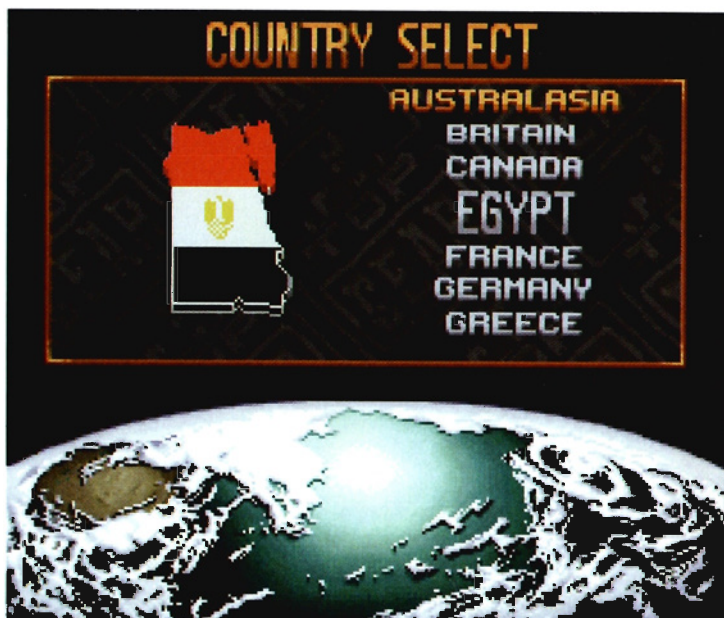 COUNTRY SELECT
AUSTRALASIA
BRITAIN
CANADA
EGYPT
FRANCE
GERMANY
GREECE